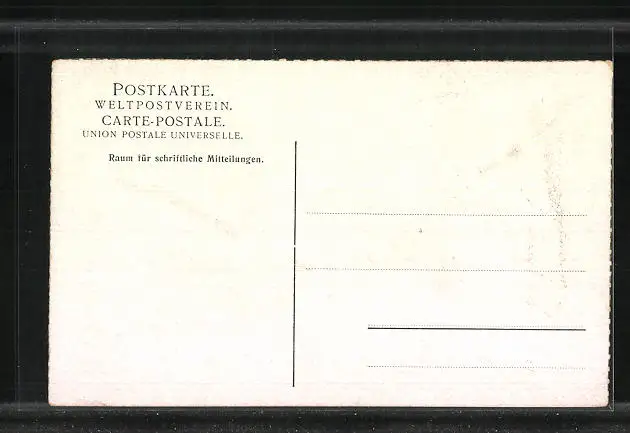 POSTKARTE.
WELTPOSTVEREIN.
CARTE-POSTALE.
UNION POSTALE UNIVERSELLE.
Raum für schriftliche Mitteilungen.